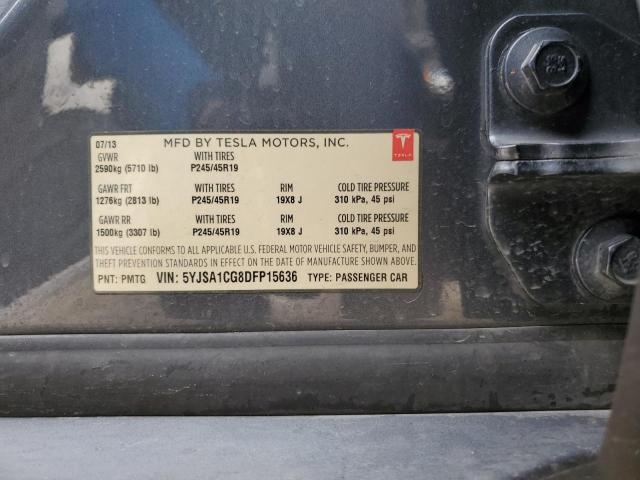 07/13 MFD BY TESLA MOTORS, INC.
GVWR WITH TIRES
2590kg (5710 lb) P245/45R19
TESLA
GAWR FRT WITH TIRES RIM COLD TIRE PRESSURE
1276kg (2813 lb) P245/45R19 19X8 J 310 kPa, 45 psi
GAWR RR WITH TIRES RIM COLD TIRE PRESSURE
1500kg (3307 lb) P245/45R19 19X8 J 310 kPa, 45 psi
THIS VEHICLE CONFORMS TO ALL APPLICABLE U.S. FEDERAL MOTOR VEHICLE SAFETY, BUMPER, AND
THEFT PREVENTION STANDARDS IN EFFECT ON THE DATE OF MANUFACTURE SHOWN ABOVE.
PNT: PMTG VIN: 5YJSA1CG8DFP15636 TYPE: PASSENGER CAR